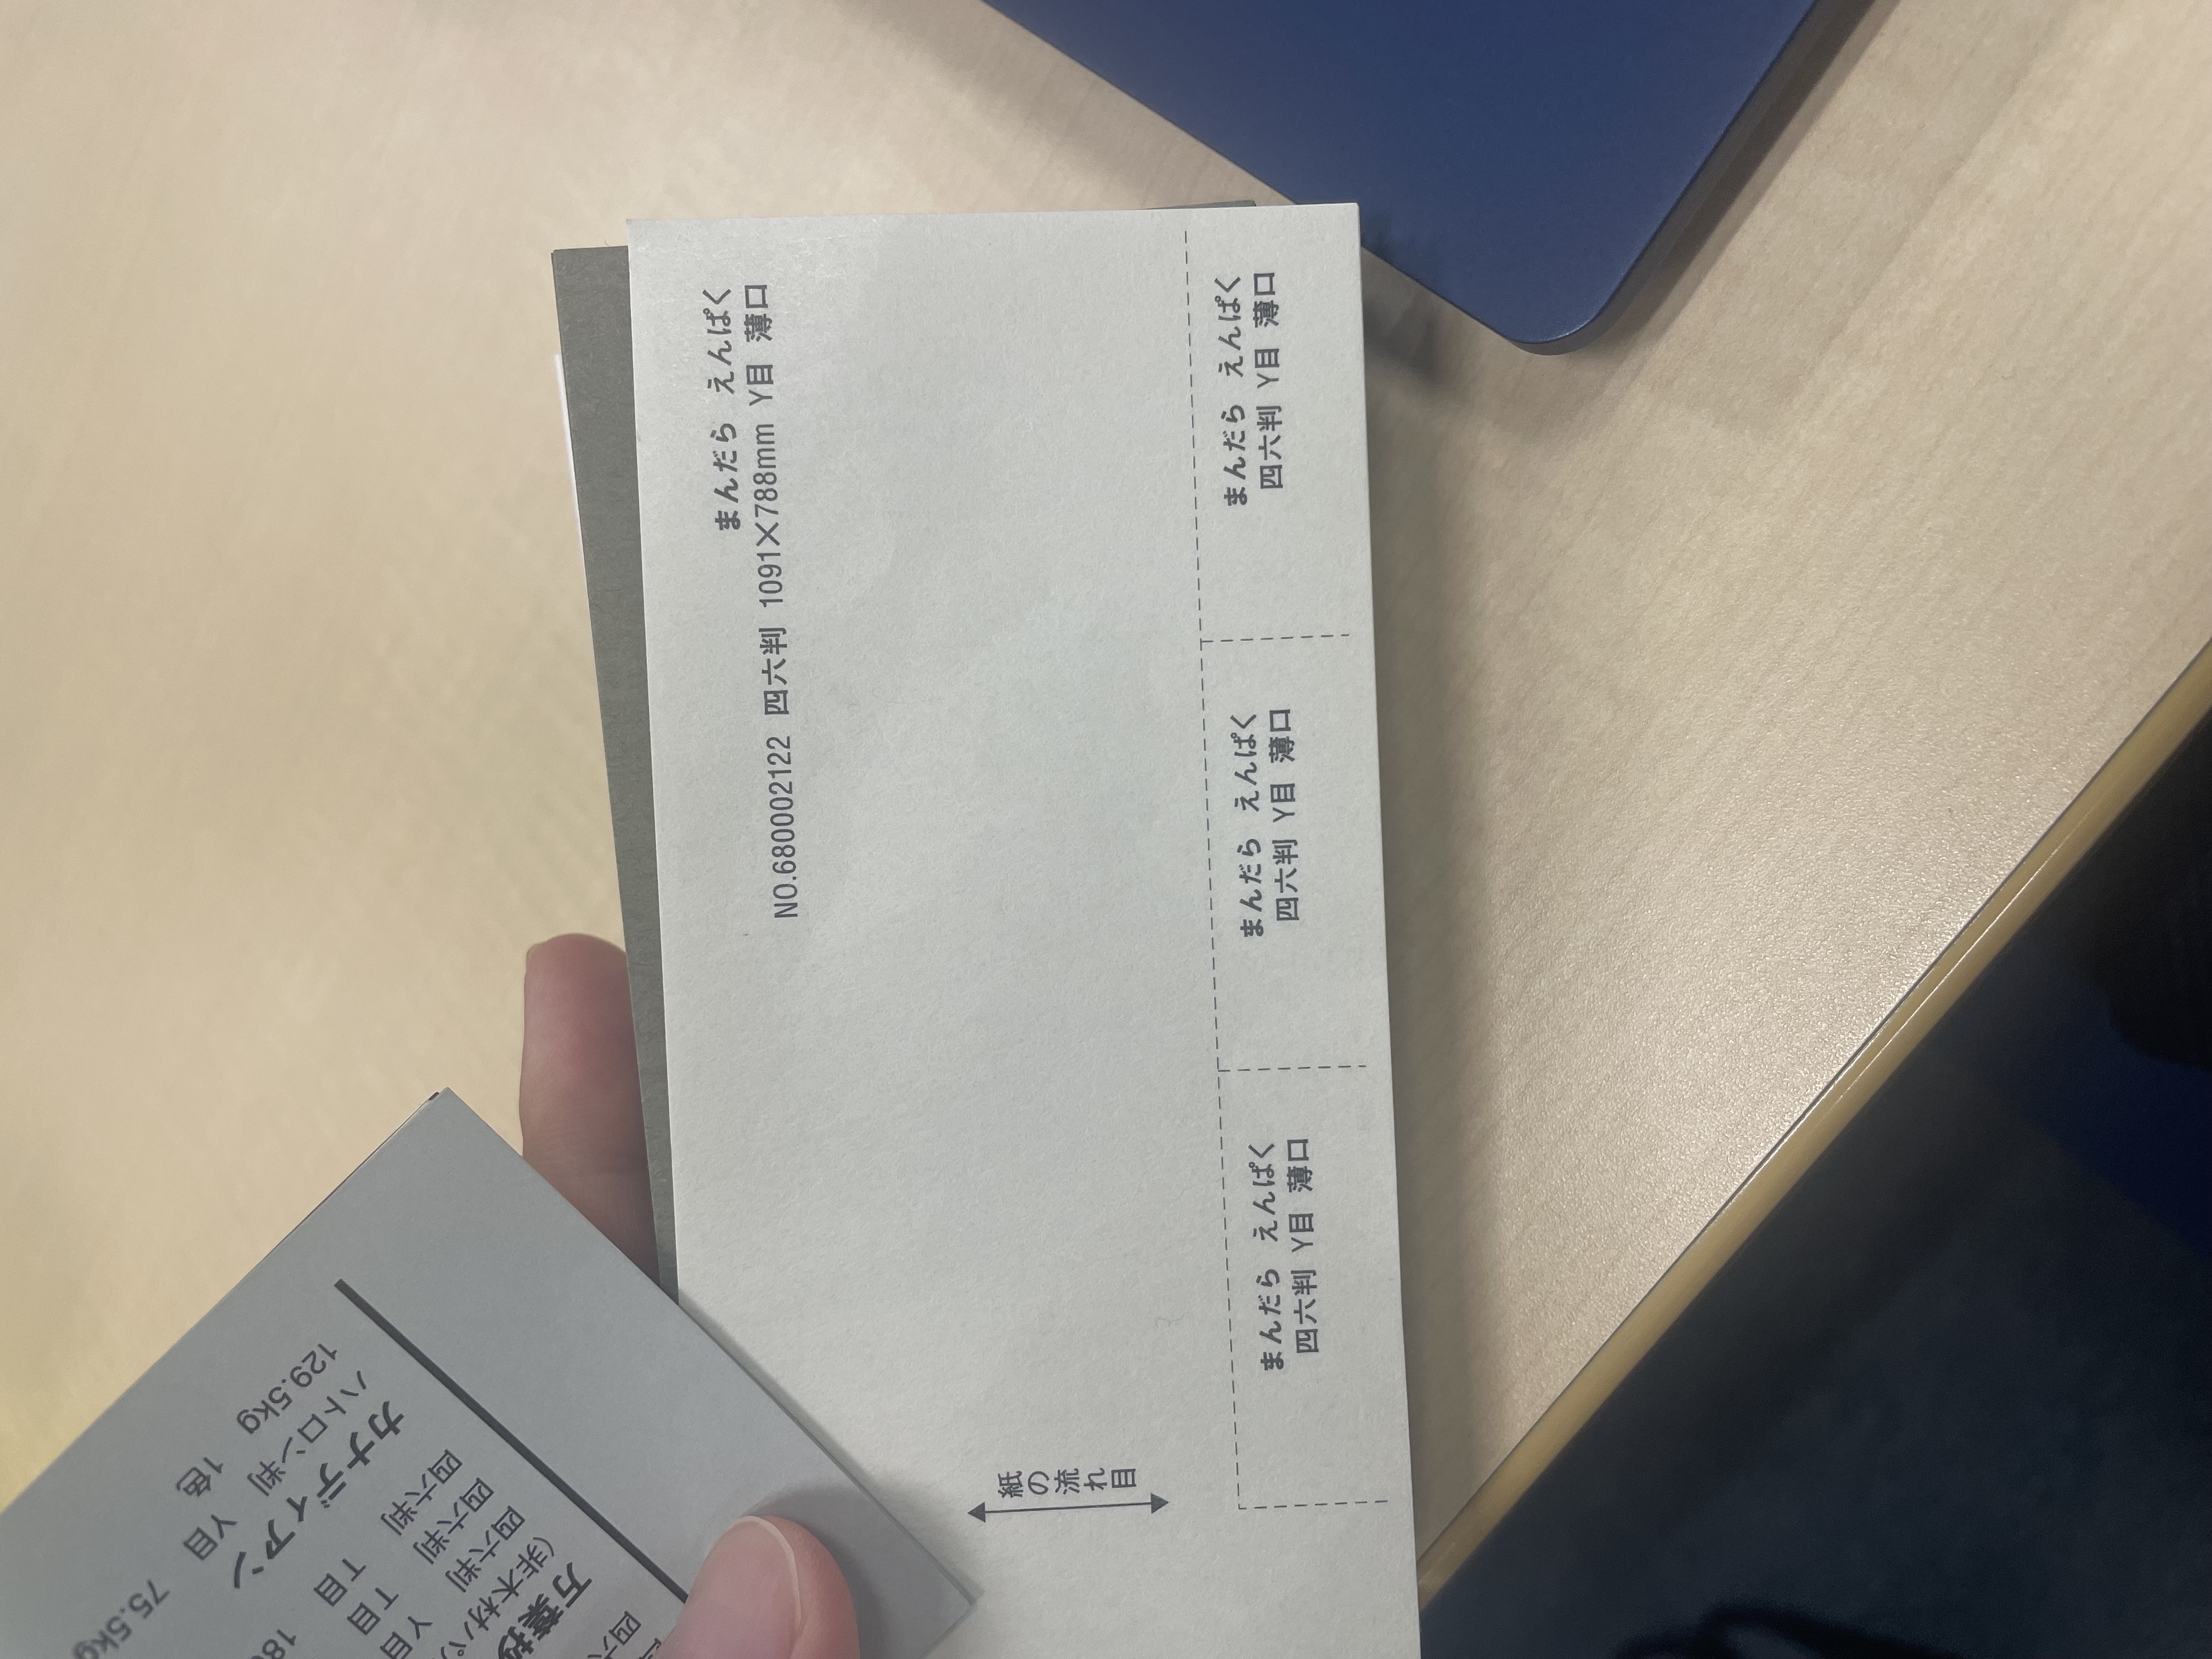 まんだら えんぱく
NO.6800002122 四六判 1091×788mm Y目 薄口
まんだら えんぱく
四六判 Y目 薄口
まんだら えんぱく
四六判 Y目 薄口
まんだら えんぱく
四六判 Y目 薄口
紙の流れ目
カナディアン
ハトロン判 Y目 75.5kg
129.5kg 1色
四六判 T目
四六判 T目
四六判 Y目